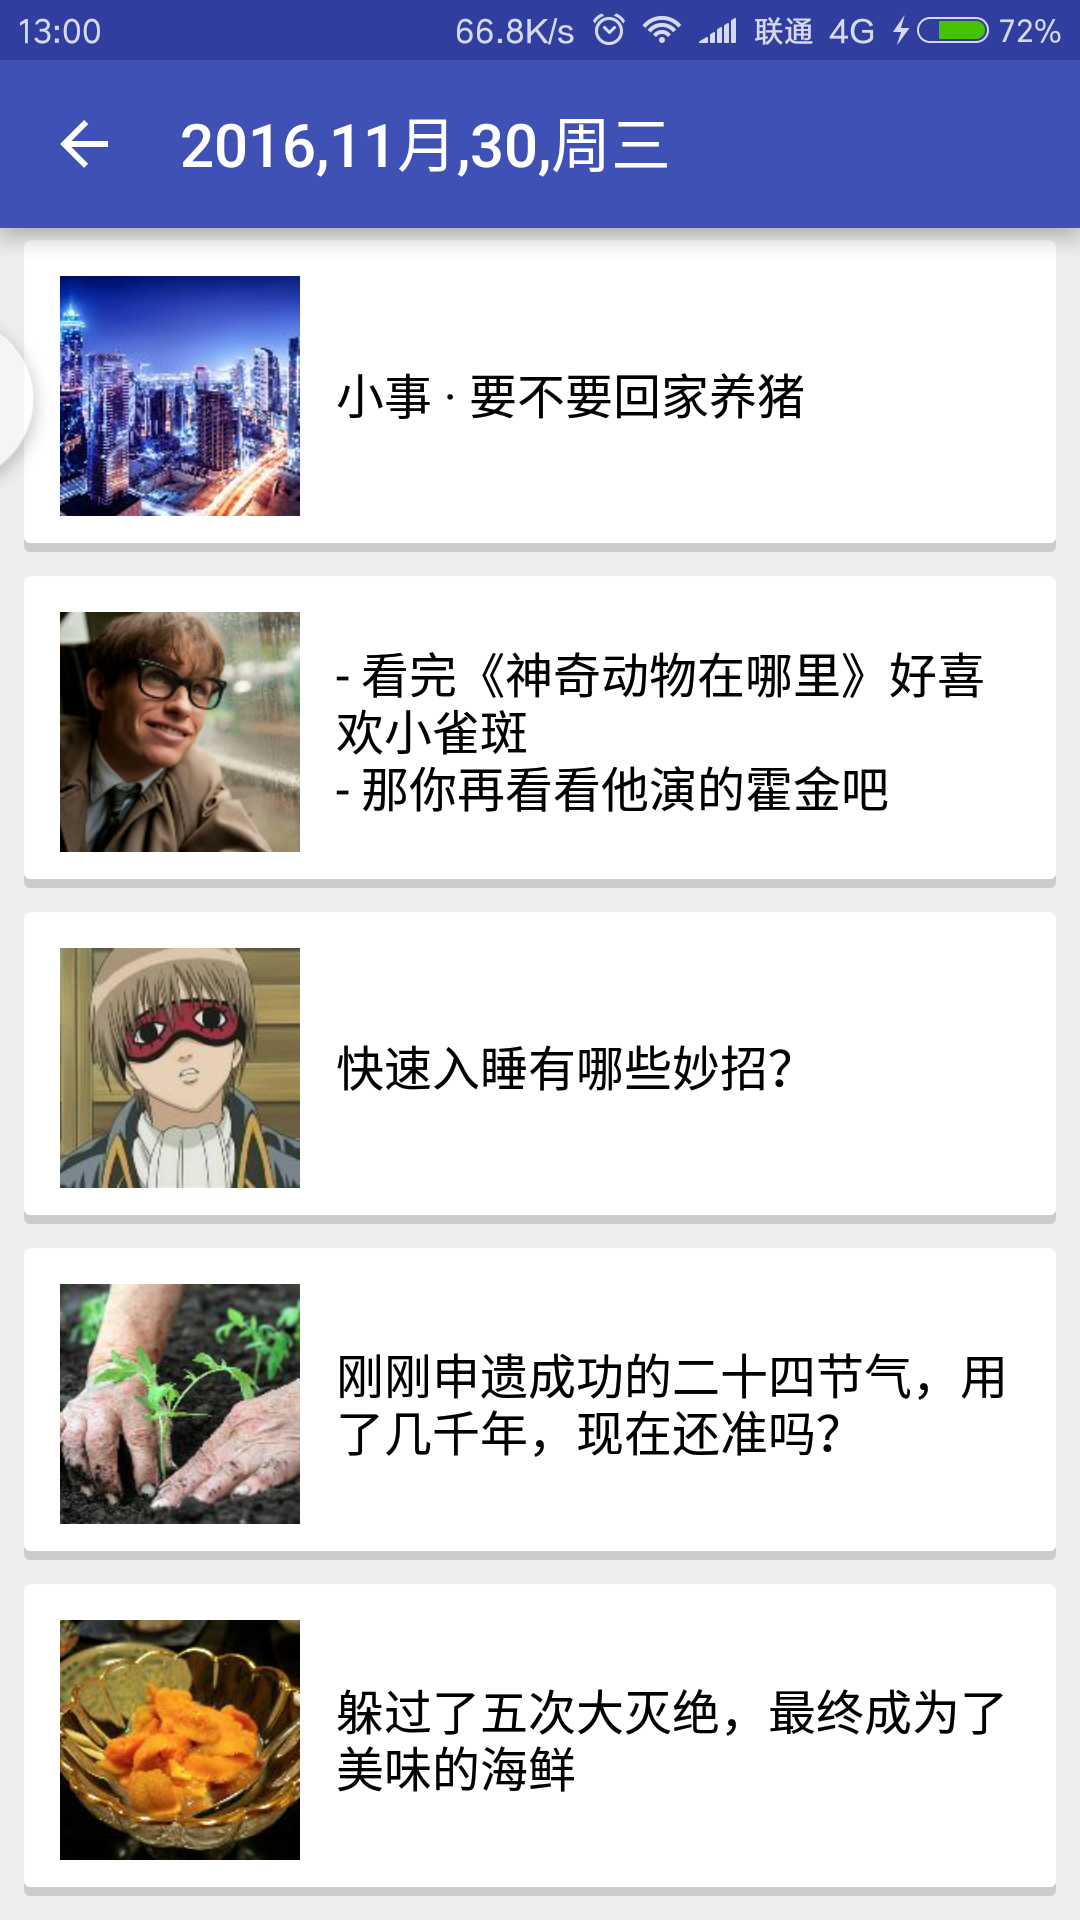 13:00 66.8K/s 联通 4G 72%
2016,11月,30,周三
小事 · 要不要回家养猪
- 看完《神奇动物在哪里》好喜
欢小雀斑
- 那你再看看他演的霍金吧
快速入睡有哪些妙招？
刚刚申遗成功的二十四节气，用
了几千年，现在还准吗？
躲过了五次大灭绝，最终成为了
美味的海鲜